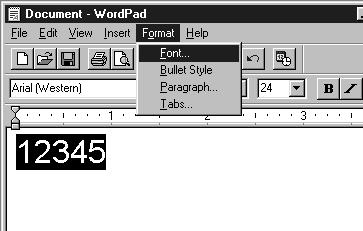 Document - WordPad
File Edit View Insert Format Help
Font...
Bullet Style
Paragraph...
Tabs...
Arial (Western) 24 B I
1 2 3
12345